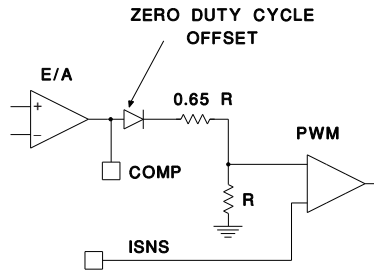 ZERO DUTY CYCLE
OFFSET
E/A
0.65 R
PWM
+
−
COMP
R
ISNS